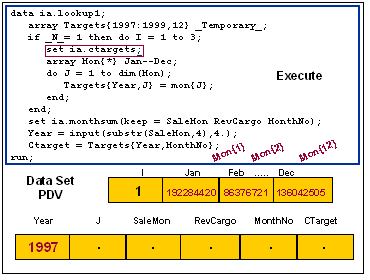 data ia.lookup1;
array Targets{1997:1999,12} _Temporary_;
if _N_= 1 then do I = 1 to 3;
set ia.ctargets;
array Mon{*} Jan--Dec;
do J = 1 to dim(Mon);
Targets{Year,J} = mon{J};
end;
end;
set ia.monthsum(keep = SaleMon RevCargo MonthNo);
Year = input(substr(SaleMon,4),4.);
Ctarget = Targets{Year,MonthNo};
run;
Execute
Mon{1} Mon{2} Mon{12}
Data Set PDV
I Jan Feb ..... Dec
1 192284420 86376721 136042505
Year J SaleMon RevCargo MonthNo CTarget
1997 . . . . .